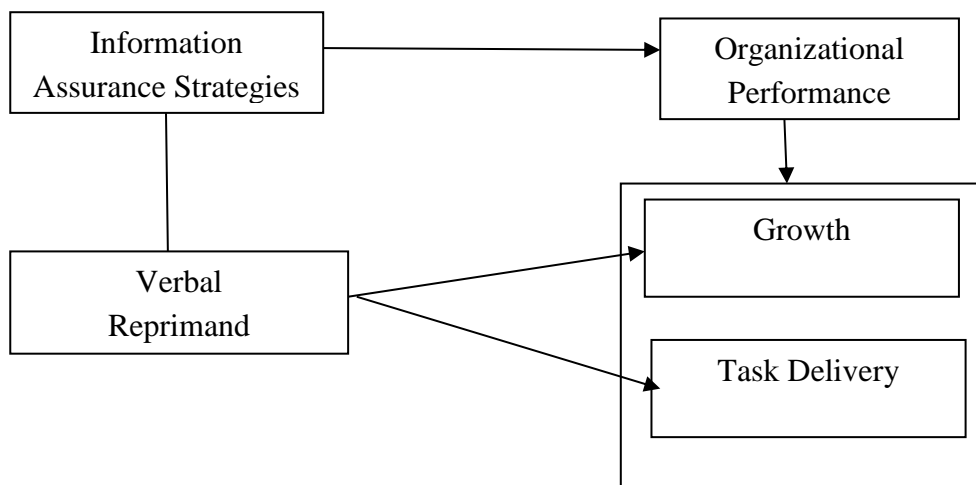 Information
Assurance Strategies
Organizational
Performance
Growth
Verbal
Reprimand
Task Delivery